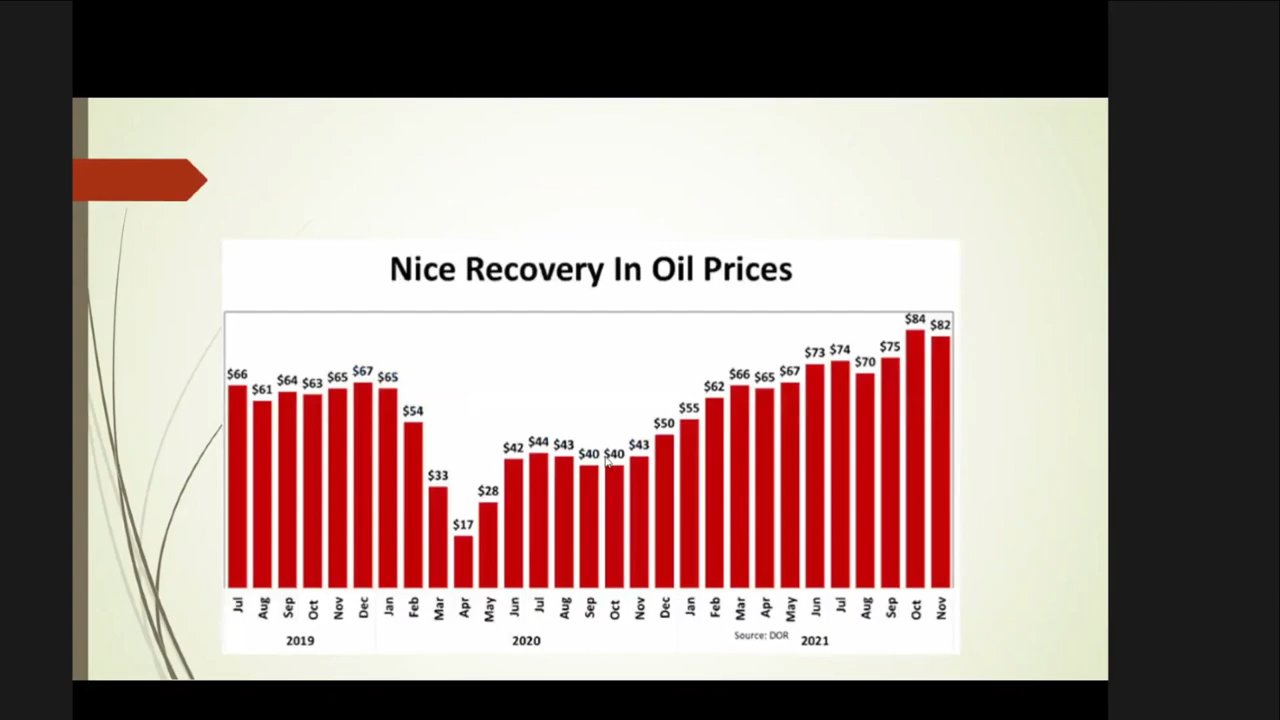 Nice Recovery In Oil Prices
$66 $61 $64 $63 $65 $67 $65 $54 $33 $17 $28 $42 $44 $43 $40 $40 $43 $50 $55 $62 $66 $65 $67 $73 $74 $70 $75 $84 $82
Jul Aug Sep Oct Nov Dec Jan Feb Mar Apr May Jun Jul Aug Sep Oct Nov Dec Jan Feb Mar Apr May Jun Jul Aug Sep Oct Nov
Source: DOR
2019 2020 2021